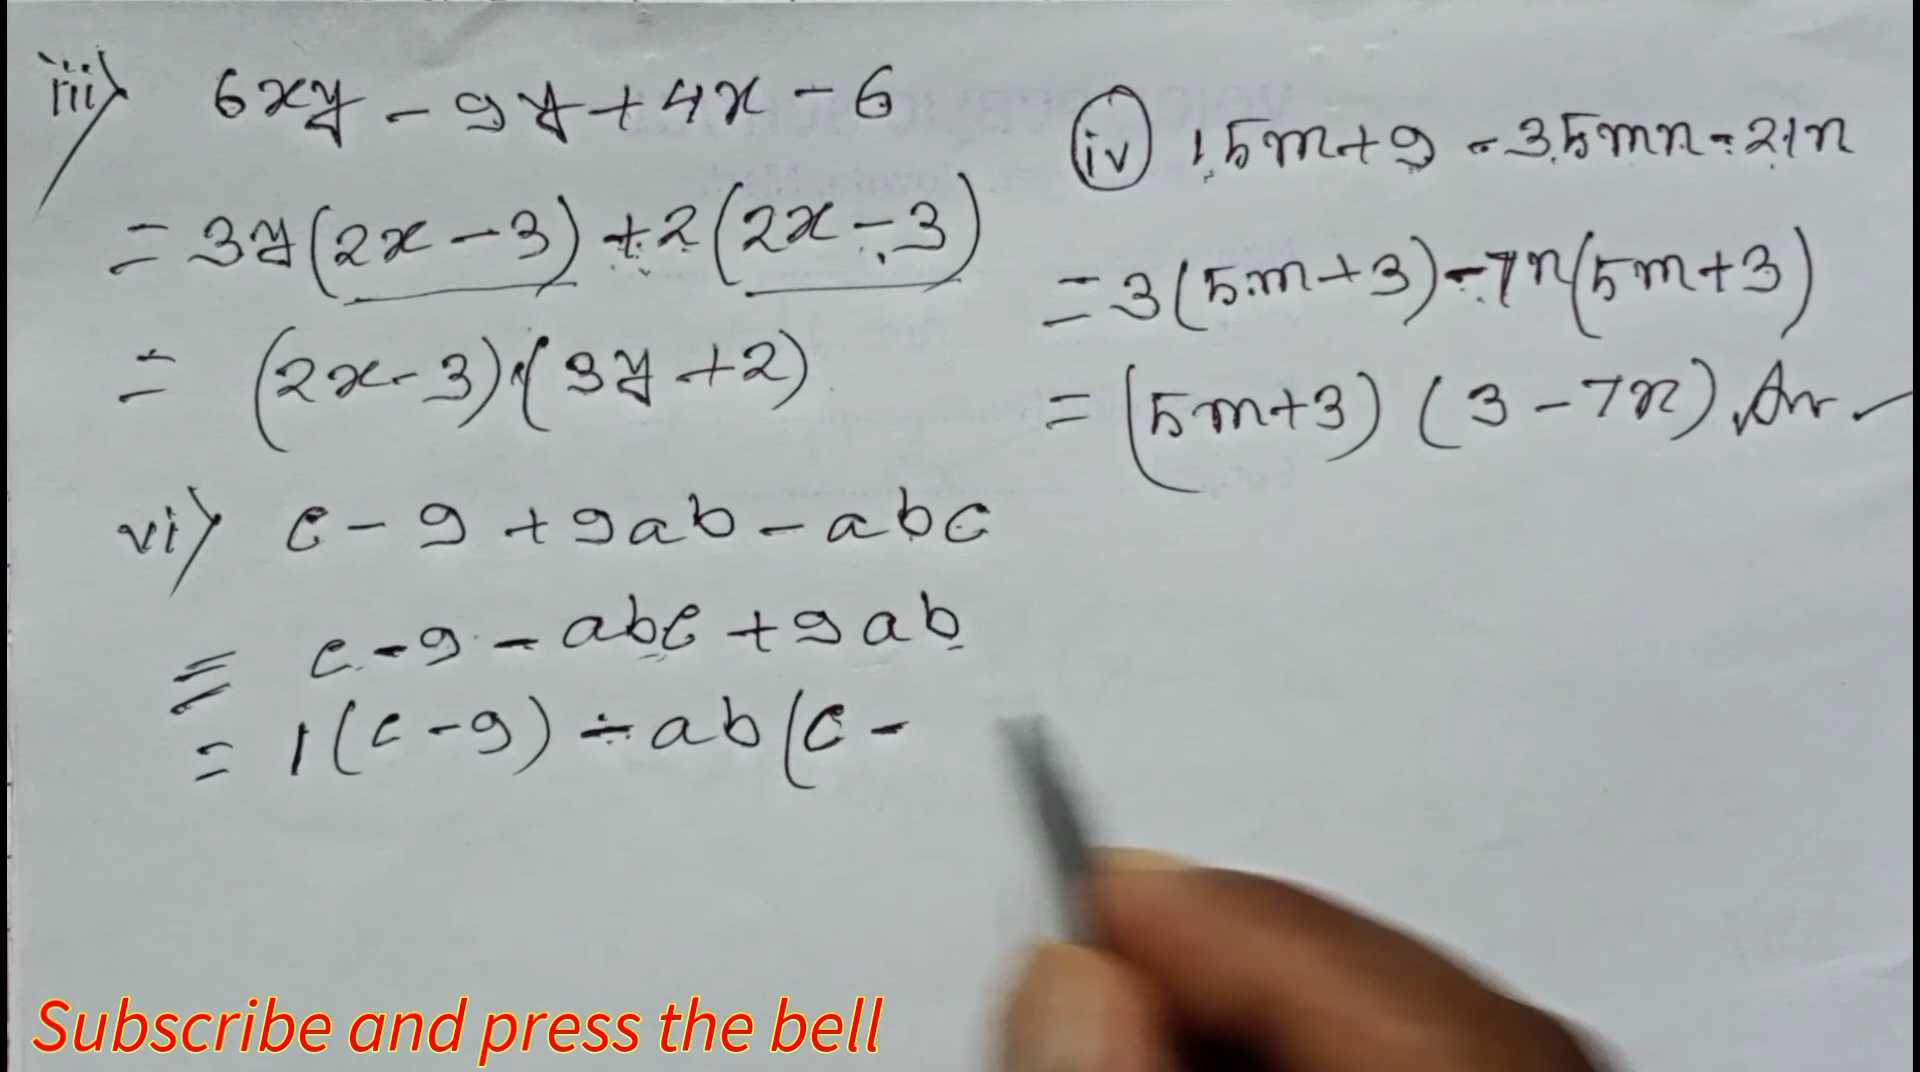 iii) 6xy - 9y + 4x - 6
= 3y(2x - 3) + 2(2x - 3)
= (2x - 3)(3y + 2)
iv 15m + 9 - 35mn - 21n
= 3(5m + 3) - 7n(5m + 3)
= (5m + 3) (3 - 7n) Ans
vi) c - 9 + 9ab - abc
= c - 9 - abc + 9ab
= 1(c - 9) - ab(c -
Subscribe and press the bell